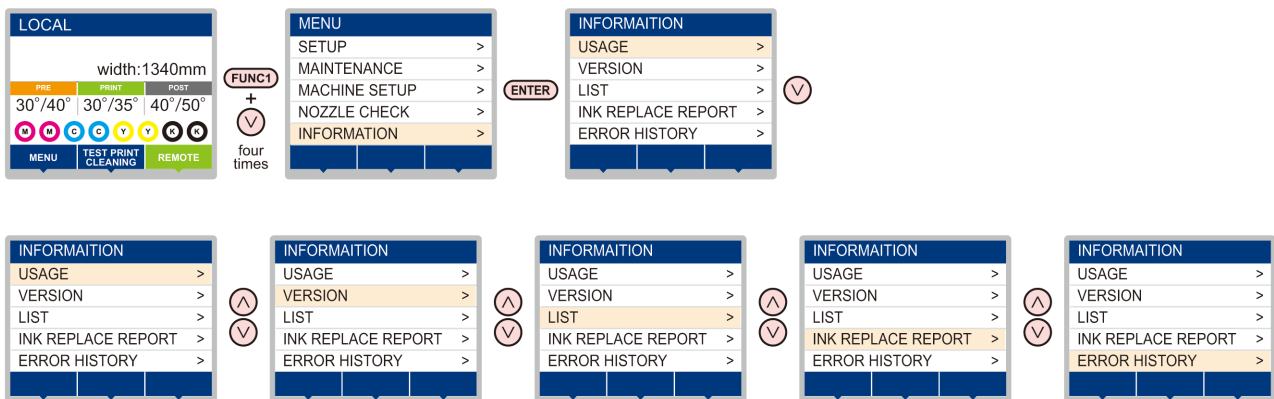 LOCAL
width:1340mm
PRE PRINT POST
30°/40° 30°/35° 40°/50°
M M C C Y Y K K
MENU TEST PRINT CLEANING REMOTE
FUNC1
+
four
times
MENU
SETUP >
MAINTENANCE >
MACHINE SETUP >
NOZZLE CHECK >
INFORMATION >
ENTER
INFORMAITION
USAGE >
VERSION >
LIST >
INK REPLACE REPORT >
ERROR HISTORY >
INFORMAITION
USAGE >
VERSION >
LIST >
INK REPLACE REPORT >
ERROR HISTORY >
INFORMAITION
USAGE >
VERSION >
LIST >
INK REPLACE REPORT >
ERROR HISTORY >
INFORMAITION
USAGE >
VERSION >
LIST >
INK REPLACE REPORT >
ERROR HISTORY >
INFORMAITION
USAGE >
VERSION >
LIST >
INK REPLACE REPORT >
ERROR HISTORY >
INFORMAITION
USAGE >
VERSION >
LIST >
INK REPLACE REPORT >
ERROR HISTORY >